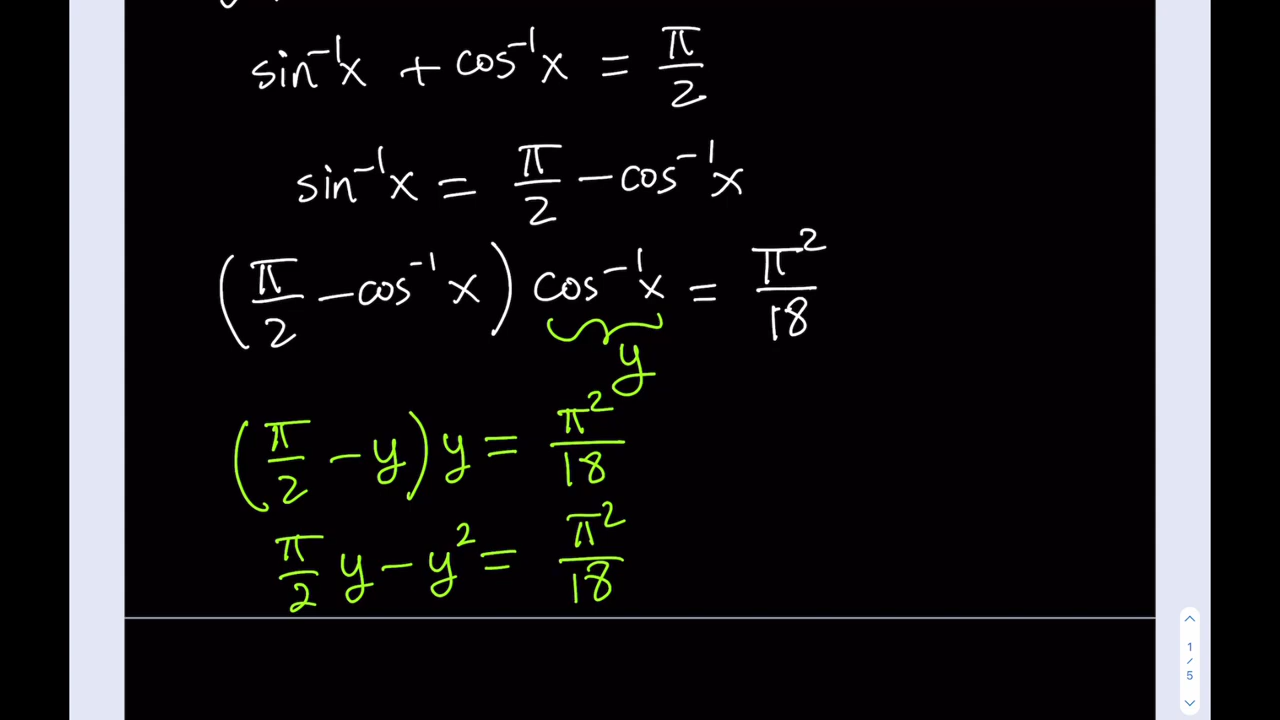 sin⁻¹x + cos⁻¹x = π/2
sin⁻¹x = π/2 − cos⁻¹x
(π/2 − cos⁻¹x) cos⁻¹x = π²/18
y
(π/2 − y) y = π²/18
π/2 y − y² = π²/18
1
/
5